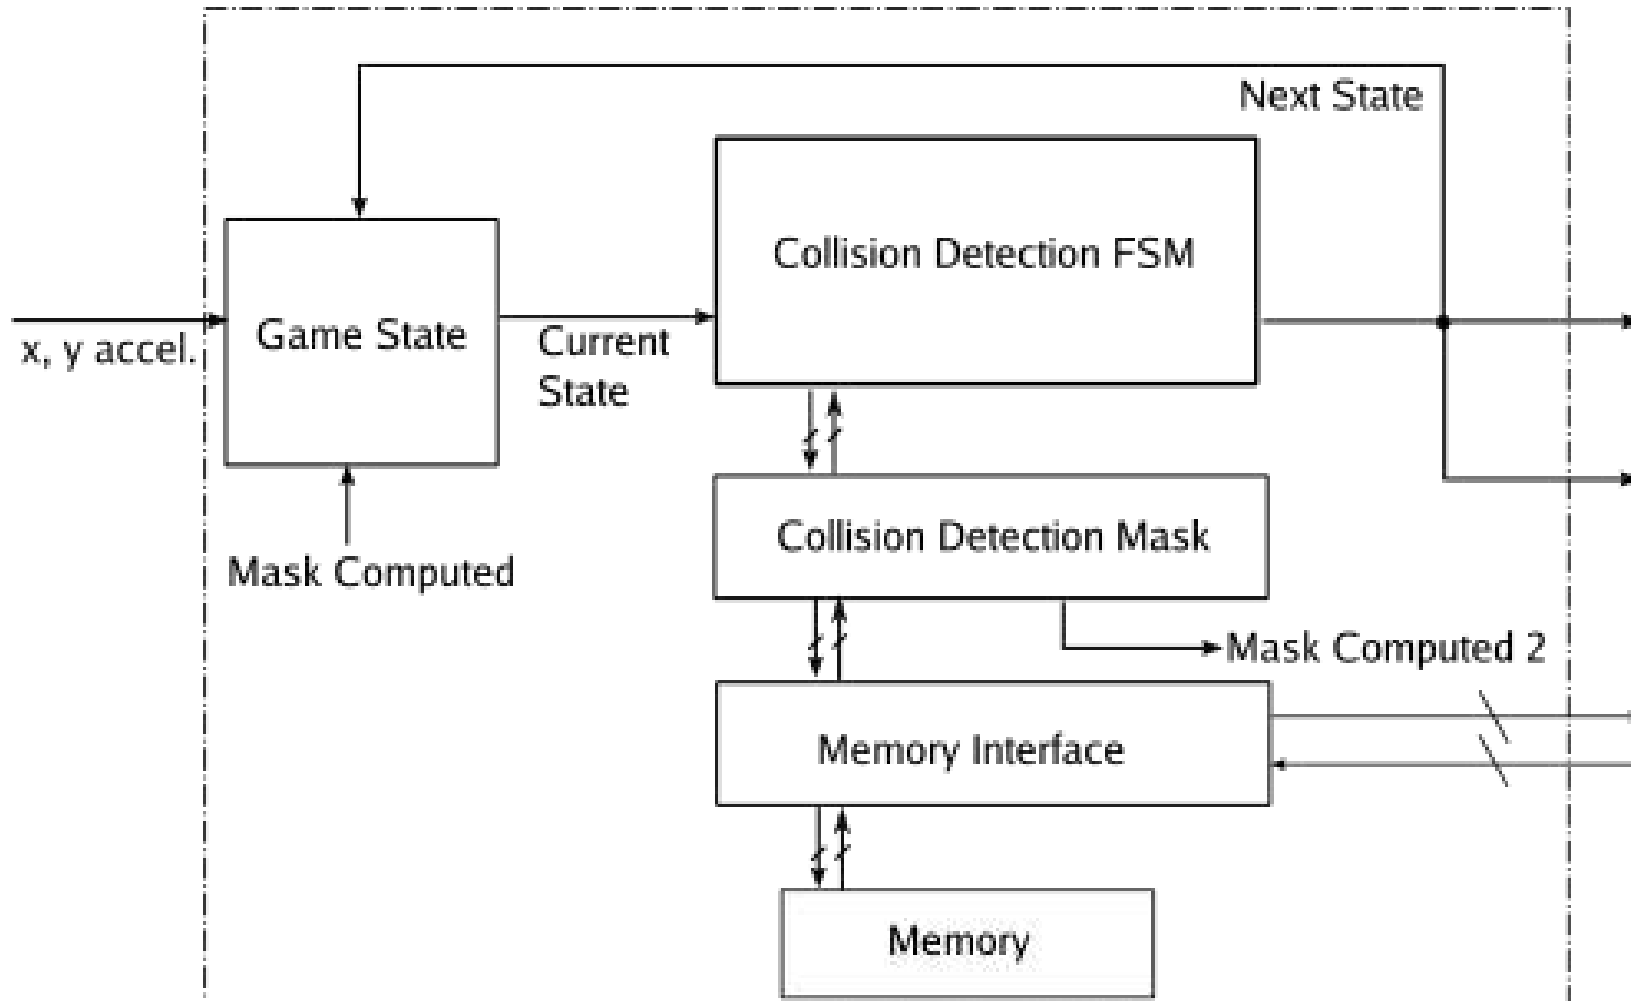 Next State
Collision Detection FSM
Game State
x, y accel.
Current
State
Collision Detection Mask
Mask Computed
Mask Computed 2
Memory Interface
Memory